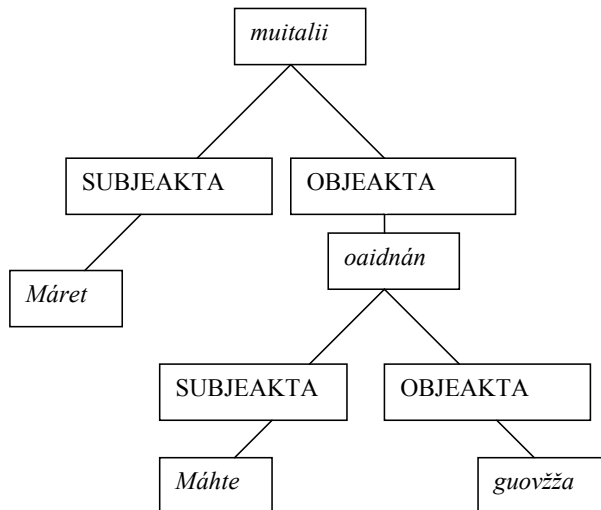 muitalii
SUBJEAKTA OBJEAKTA
oaidnán
Máret
SUBJEAKTA OBJEAKTA
Máhte guovžža